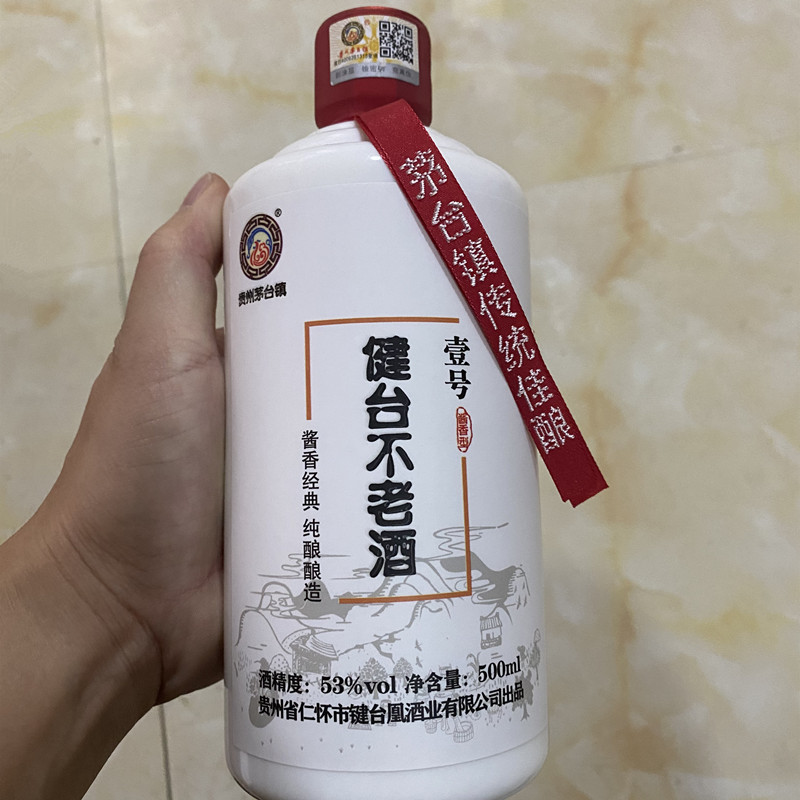 茅台镇传统佳酿
贵州茅台镇
壹号
酱香型
健台不老酒
酱香经典 纯酿酿造
酒精度：53%vol 净含量：500ml
贵州省仁怀市键台凰酒业有限公司出品